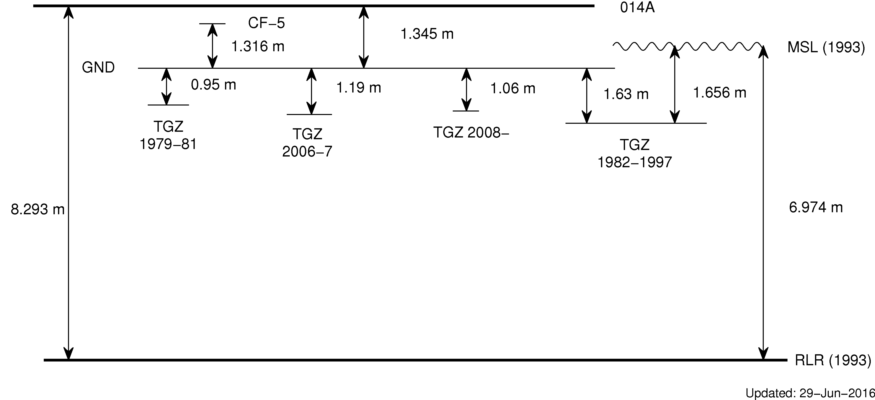 014A
CF−5
1.316 m
1.345 m
MSL (1993)
GND
0.95 m
1.19 m
1.06 m
1.63 m
1.656 m
TGZ
1979−81
TGZ
2006−7
TGZ 2008−
TGZ
1982−1997
8.293 m
6.974 m
RLR (1993)
Updated: 29−Jun−2016